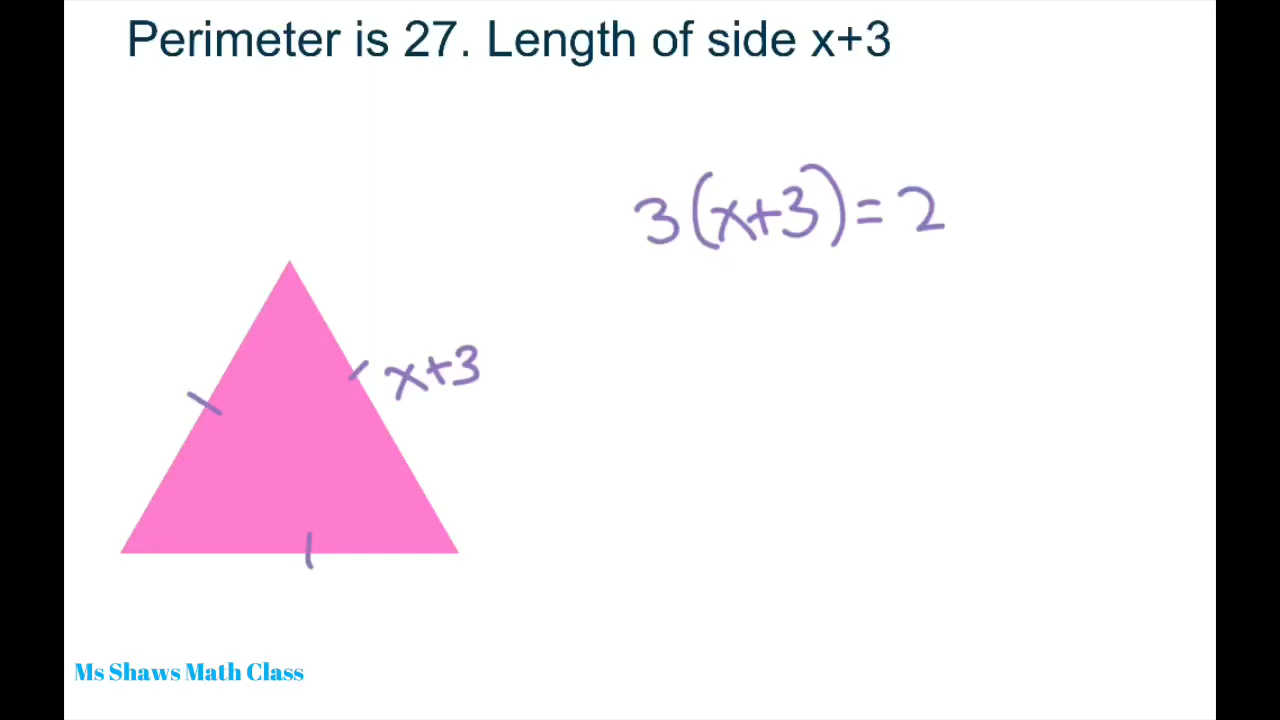 Perimeter is 27. Length of side x+3
3(x+3)=2
x+3
Ms Shaws Math Class